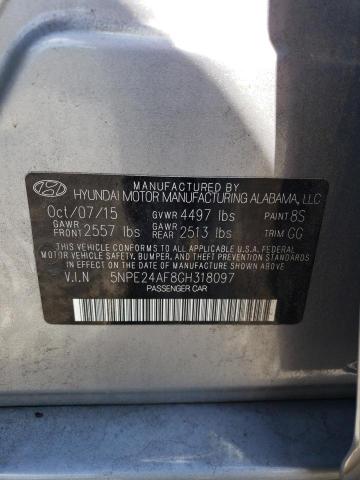 MANUFACTURED BY
HYUNDAI MOTOR MANUFACTURING ALABAMA, LLC
Oct/07/15 GVWR 4497 lbs PAINT 8S
GAWR FRONT 2557 lbs GAWR REAR 2513 lbs TRIM GG
THIS VEHICLE CONFORMS TO ALL APPLICABLE U.S. FEDERAL
MOTOR VEHICLE SAFETY, BUMPER, AND THEFT PREVENTION
STANDARDS IN EFFECT ON THE DATE OF MANUFACTURE SHOWN ABOVE.
V.I.N 5NPE24AF8GH318097
PASSENGER CAR